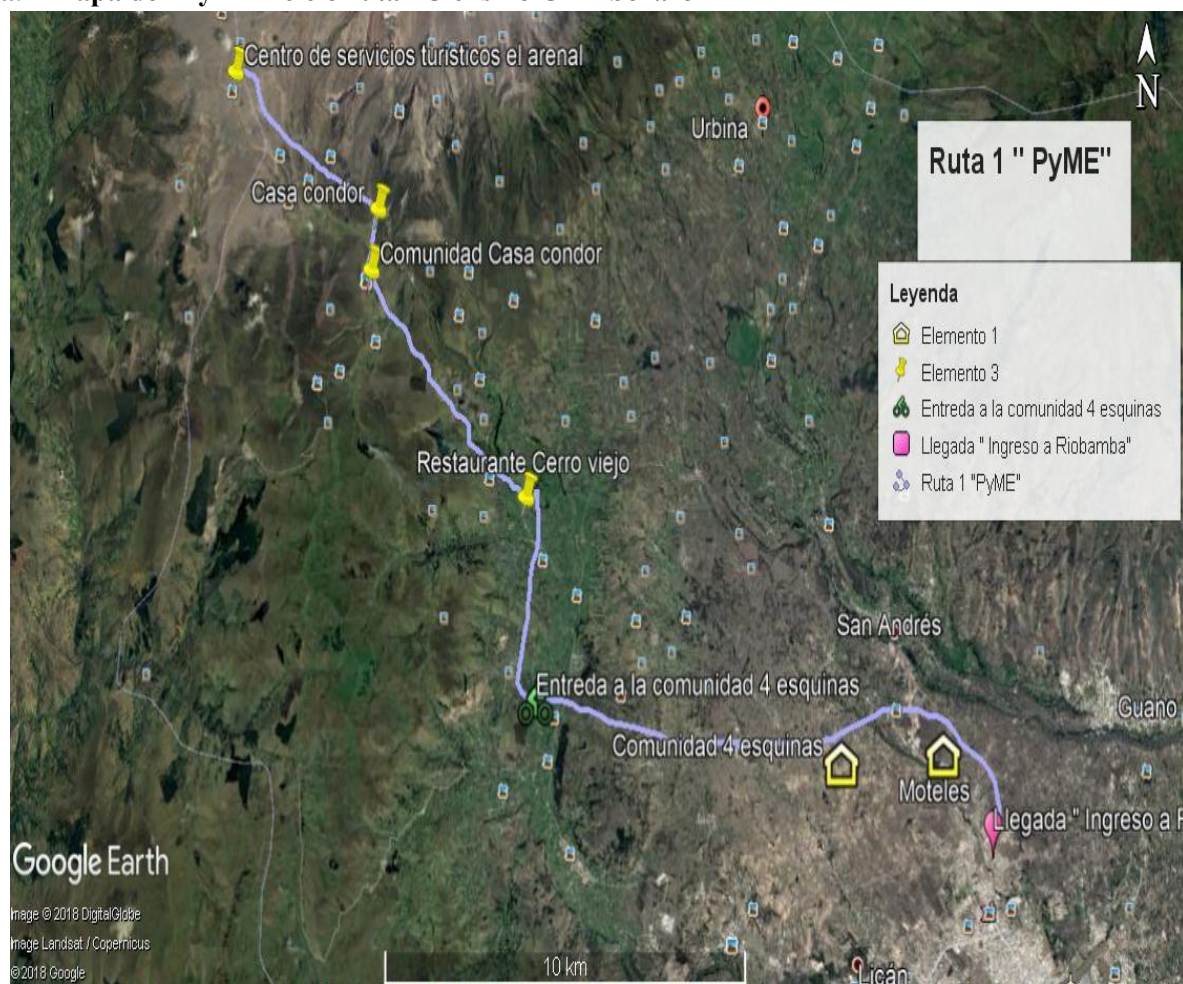 Centro de servicios turisticos el arenal
Urbina
N
Ruta 1 " PyME"
Casa condor
Comunidad Casa condor
Leyenda
Elemento 1
Elemento 3
Entreda a la comunidad 4 esquinas
Llegada " Ingreso a Riobamba"
Ruta 1 "PyME"
Restaurante Cerro viejo
San Andrés
Entreda a la comunidad 4 esquinas
Guano
Comunidad 4 esquinas
Moteles
Llegada " Ingreso a R
Google Earth
Image © 2018 DigitalGlobe
Image Landsat / Copernicus
©2018 Google
10 km
Licán